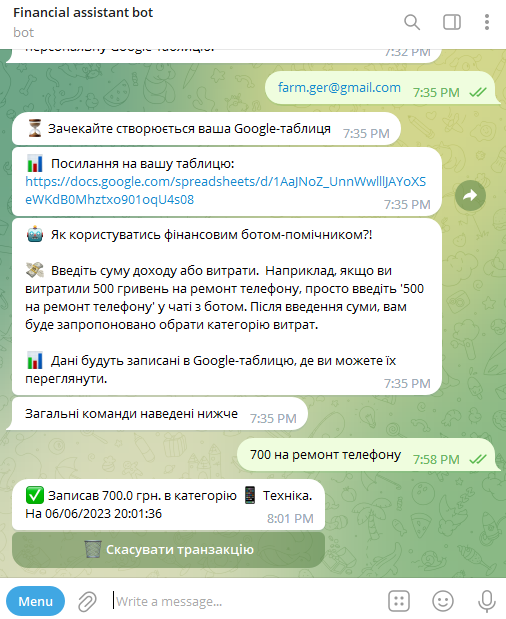 Financial assistant bot
bot
персональну Google-таблицю.
7:32 PM
farm.ger@gmail.com 7:35 PM
Зачекайте створюється ваша Google-таблиця 7:35 PM
Посилання на вашу таблицю:
https://docs.google.com/spreadsheets/d/1AaJNoZ_UnnWwlllJAYoXS
eWKdB0Mhztxo901oqU4s08
7:35 PM
Як користуватись фінансовим ботом-помічником?!
Введіть суму доходу або витрати. Наприклад, якщо ви
витратили 500 гривень на ремонт телефону, просто введіть '500
на ремонт телефону' у чаті з ботом. Після введення суми, вам
буде запропоновано обрати категорію витрат.
Дані будуть записані в Google-таблицю, де ви можете їх
переглянути.
7:35 PM
Загальні команди наведені нижче 7:35 PM
700 на ремонт телефону 7:58 PM
Записав 700.0 грн. в категорію Техніка.
На 06/06/2023 20:01:36
8:01 PM
Скасувати транзакцію
Menu Write a message...